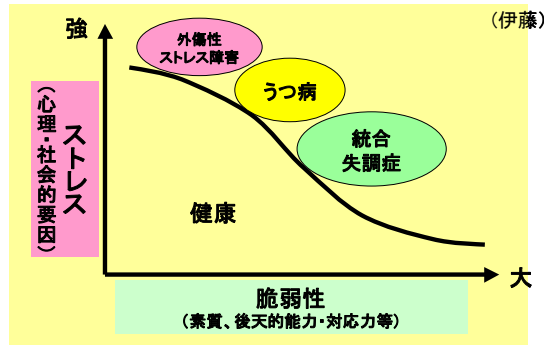 （伊藤）
強
外傷性
ストレス障害
うつ病
統合
失調症
ストレス
（心理・社会的要因）
健康
大
脆弱性
（素質、後天的能力・対応力等）